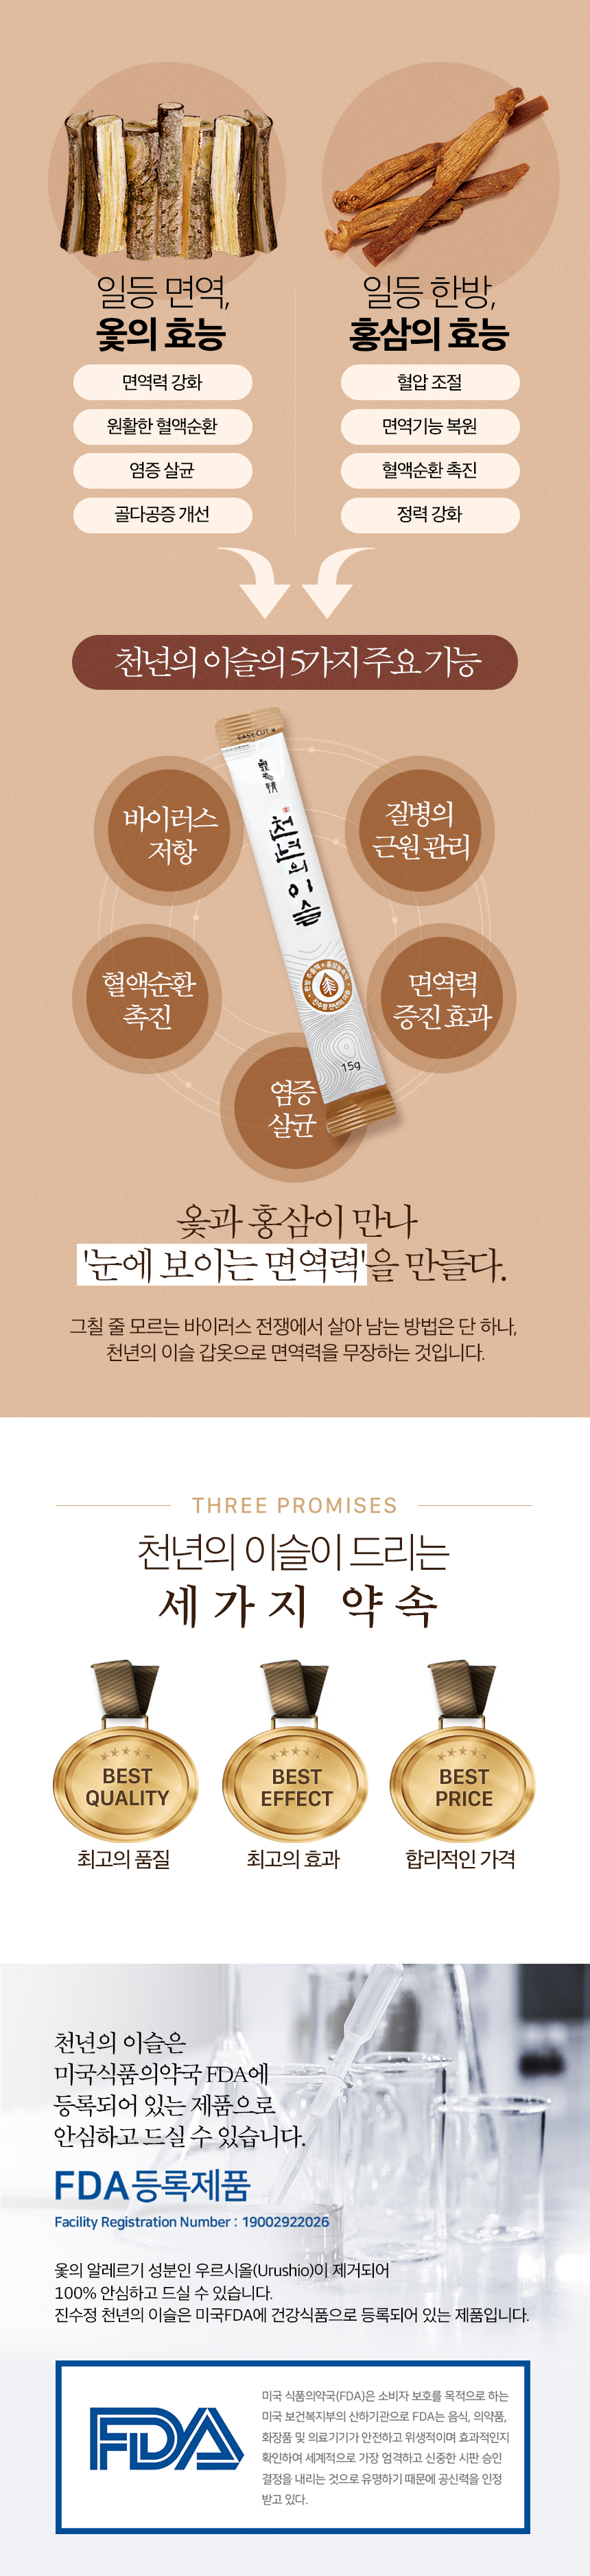 일등 면역,
옻의 효능
면역력 강화
원활한 혈액순환
염증 살균
골다공증 개선
일등 한방,
홍삼의 효능
혈압 조절
면역기능 복원
혈액순환 촉진
정력 강화
천년의 이슬의 5가지 주요 기능
EASY CUT
천년의 이슬
15g
바이러스
저항
질병의
근원 관리
혈액순환
촉진
면역력
증진 효과
염증
살균
옻과 홍삼이 만나
'눈에 보이는 면역력'을 만들다.
그칠 줄 모르는 바이러스 전쟁에서 살아 남는 방법은 단 하나,
천년의 이슬 갑옷으로 면역력을 무장하는 것입니다.
THREE PROMISES
천년의 이슬이 드리는
세가지 약속
BEST
QUALITY
최고의 품질
BEST
EFFECT
최고의 효과
BEST
PRICE
합리적인 가격
천년의 이슬은
미국식품의약국 FDA에
등록되어 있는 제품으로
안심하고 드실 수 있습니다.
FDA등록제품
Facility Registration Number : 19002922026
옻의 알레르기 성분인 우르시올(Urushio)이 제거되어
100% 안심하고 드실 수 있습니다.
진수정 천년의 이슬은 미국FDA에 건강식품으로 등록되어 있는 제품입니다.
FDA
미국 식품의약국(FDA)은 소비자 보호를 목적으로 하는
미국 보건복지부의 산하기관으로 FDA는 음식, 의약품,
화장품 및 의료기기가 안전하고 위생적이며 효과적인지
확인하여 세계적으로 가장 엄격하고 신중한 시판 승인
결정을 내리는 것으로 유명하기 때문에 공신력을 인정
받고 있다.